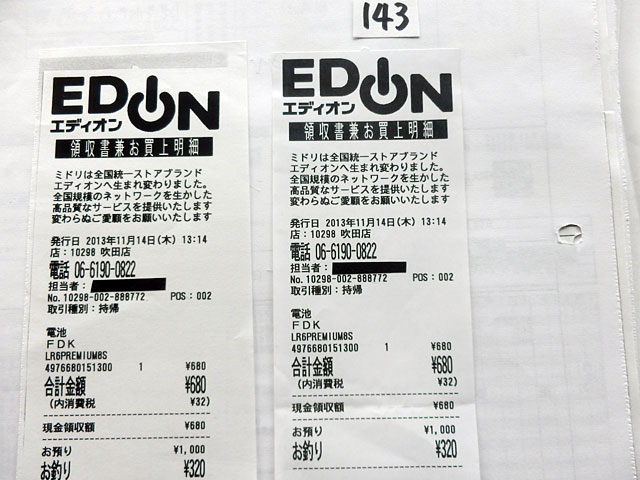 143
EDION
エディオン
領収書兼お買上明細
ミドリは全国統一ストアブランド
エディオンへ生まれ変わりました。
全国規模のネットワークを生かした
高品質なサービスを提供いたします
変わらぬご愛顧をお願いいたします
発行日 2013年11月14日(木) 13:14
店：10298 吹田店
電話 06-6190-0822
担当者：
No.10298-002-888772 POS：002
取引種別：持帰
電池
FDK
LR6PREMIUM8S
4976680151300 1 ¥680
合計金額 ¥680
(内消費税 ¥32)
現金領収額 ¥680
お預り ¥1,000
お釣り ¥320
EDION
エディオン
領収書兼お買上明細
ミドリは全国統一ストアブランド
エディオンへ生まれ変わりました。
全国規模のネットワークを生かした
高品質なサービスを提供いたします
変わらぬご愛顧をお願いいたします
発行日 2013年11月14日(木) 13:14
店：10298 吹田店
電話 06-6190-0822
担当者：
No.10298-002-888772 POS：002
取引種別：持帰
電池
FDK
LR6PREMIUM8S
4976680151300 1 ¥680
合計金額 ¥680
(内消費税 ¥32)
現金領収額 ¥680
お預り ¥1,000
お釣り ¥320